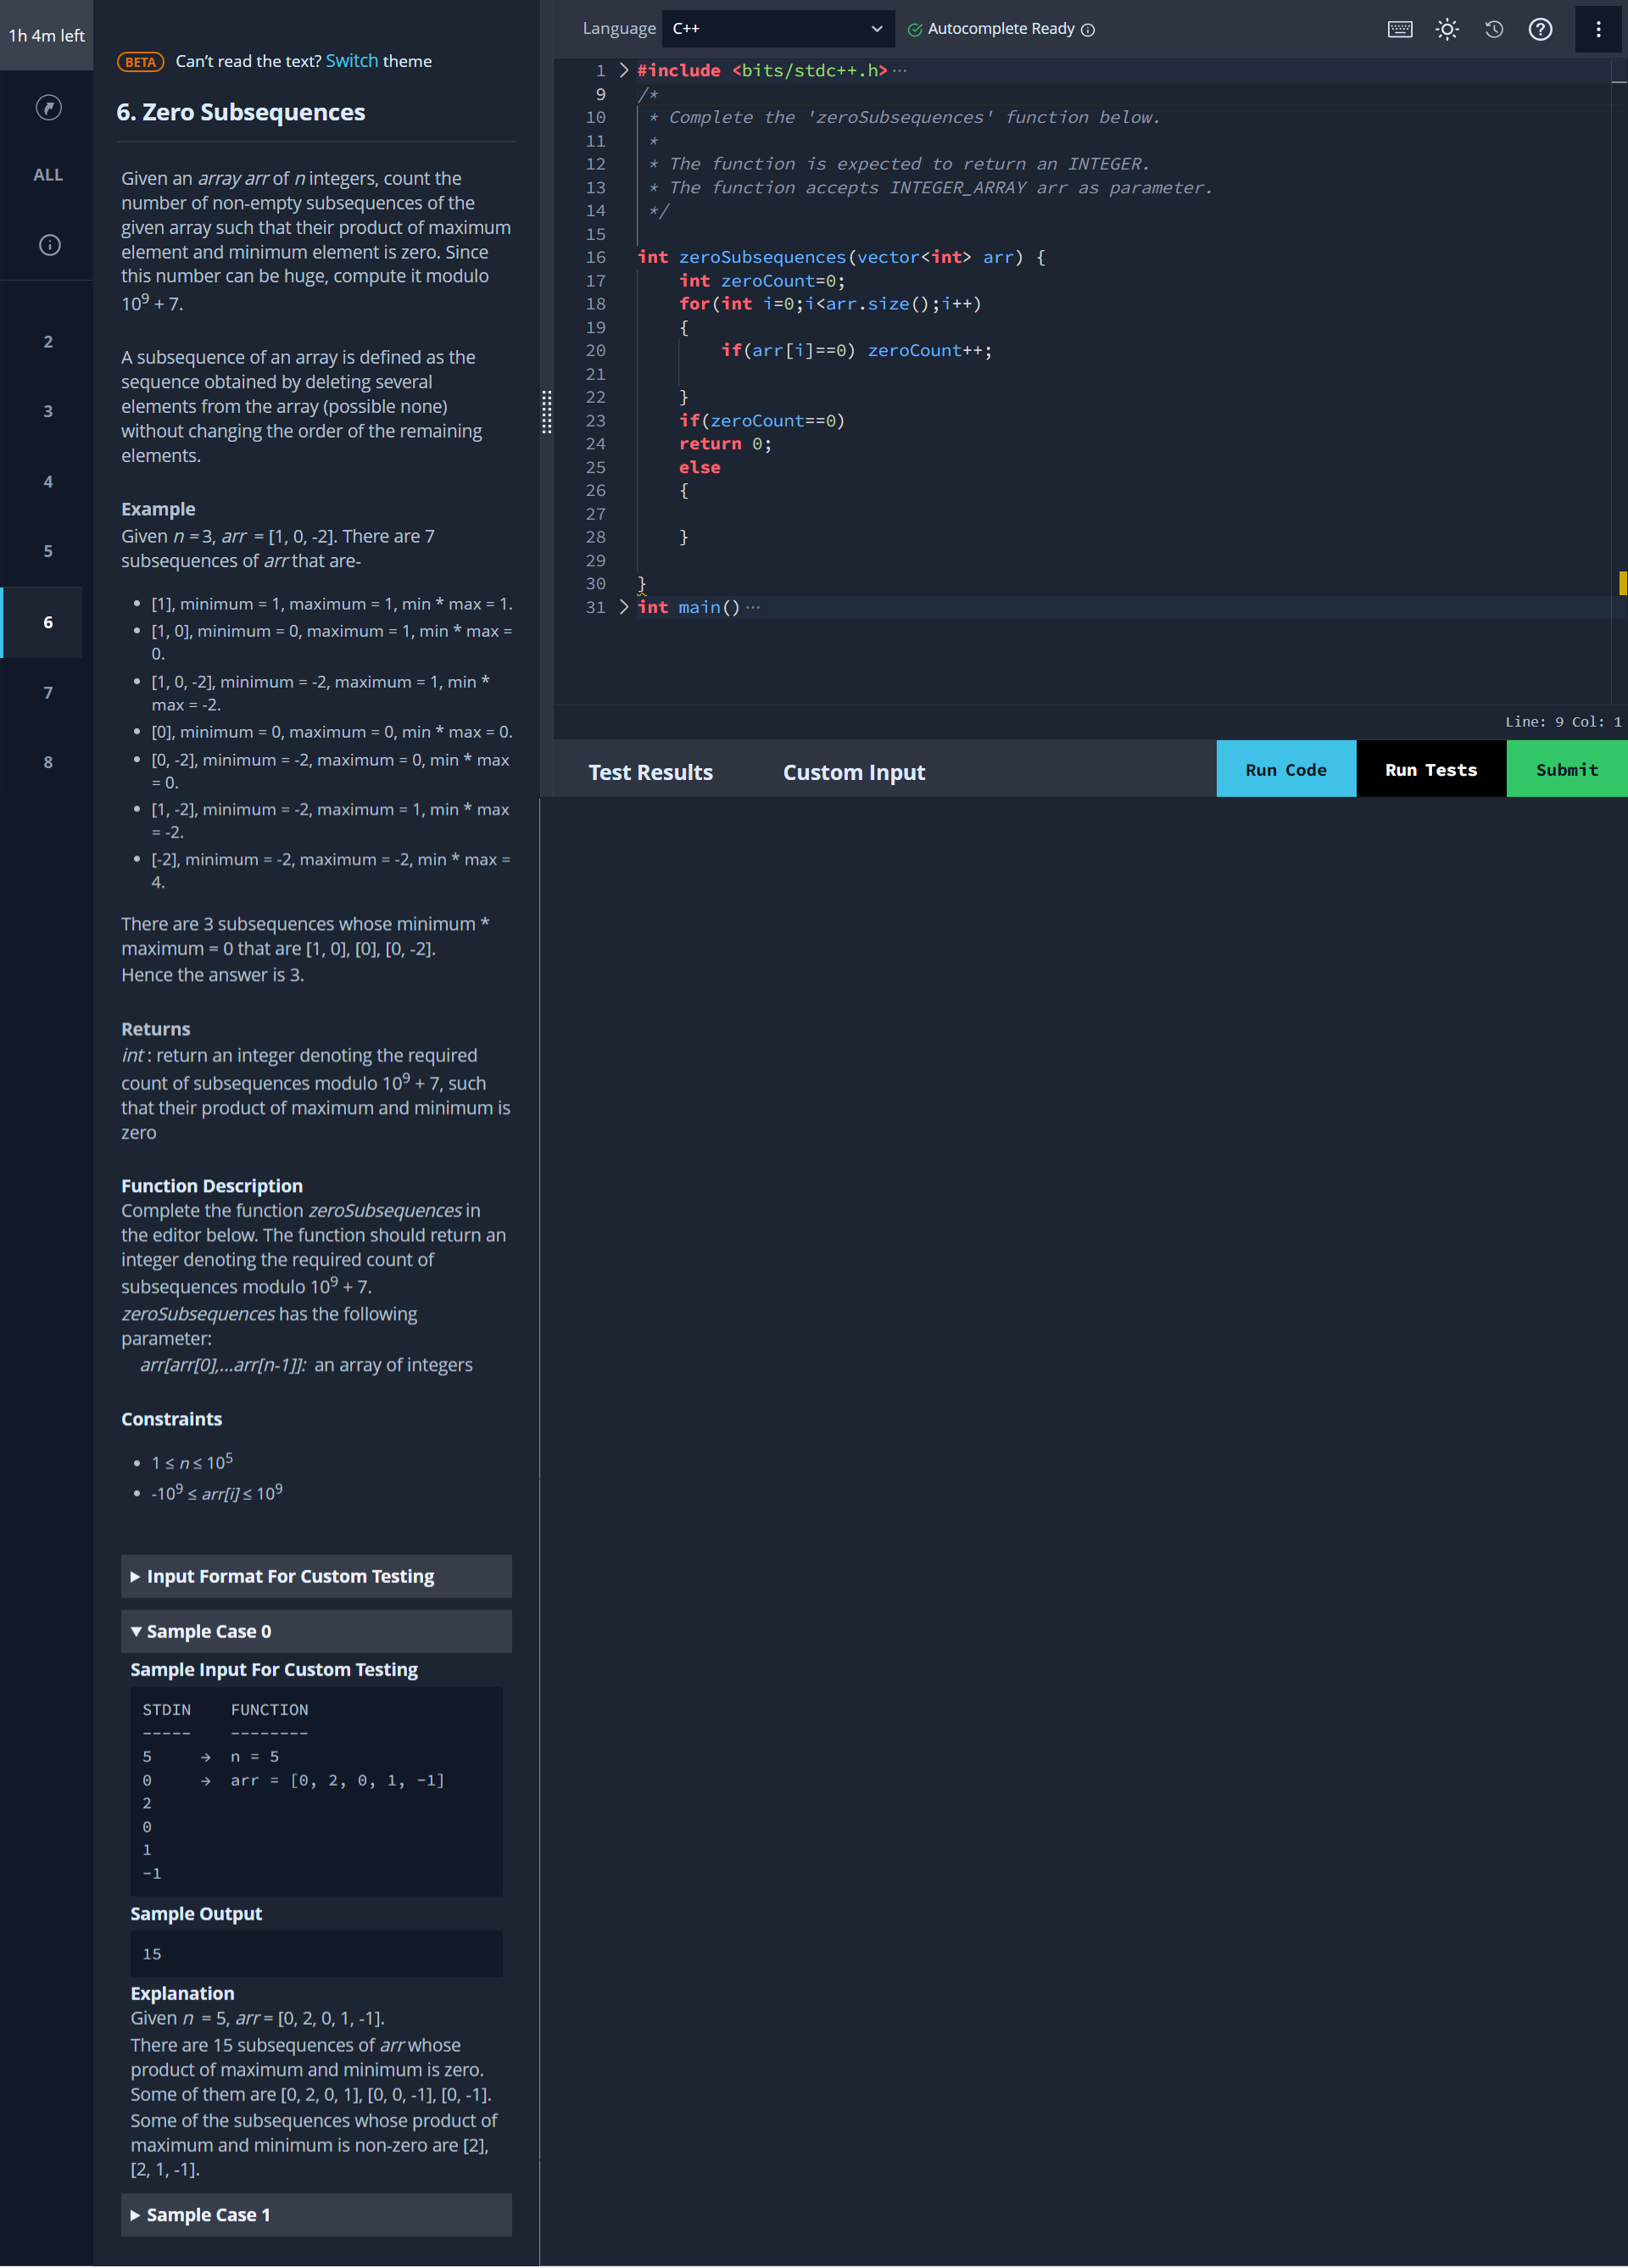 1h 4m left
ALL
2
3
4
5
6
7
8
BETA Can't read the text? Switch theme
6. Zero Subsequences
Given an array arr of n integers, count the
number of non-empty subsequences of the
given array such that their product of maximum
element and minimum element is zero. Since
this number can be huge, compute it modulo
10⁹ + 7.
A subsequence of an array is defined as the
sequence obtained by deleting several
elements from the array (possible none)
without changing the order of the remaining
elements.
Example
Given n = 3, arr = [1, 0, -2]. There are 7
subsequences of arr that are-
• [1], minimum = 1, maximum = 1, min * max = 1.
• [1, 0], minimum = 0, maximum = 1, min * max =
0.
• [1, 0, -2], minimum = -2, maximum = 1, min *
max = -2.
• [0], minimum = 0, maximum = 0, min * max = 0.
• [0, -2], minimum = -2, maximum = 0, min * max
= 0.
• [1, -2], minimum = -2, maximum = 1, min * max
= -2.
• [-2], minimum = -2, maximum = -2, min * max =
4.
There are 3 subsequences whose minimum *
maximum = 0 that are [1, 0], [0], [0, -2].
Hence the answer is 3.
Returns
int : return an integer denoting the required
count of subsequences modulo 10⁹ + 7, such
that their product of maximum and minimum is
zero
Function Description
Complete the function zeroSubsequences in
the editor below. The function should return an
integer denoting the required count of
subsequences modulo 10⁹ + 7.
zeroSubsequences has the following
parameter:
arr[arr[0],...arr[n-1]]: an array of integers
Constraints
• 1 ≤ n ≤ 10⁵
• -10⁹ ≤ arr[i] ≤ 10⁹
▶ Input Format For Custom Testing
▼ Sample Case 0
Sample Input For Custom Testing
STDIN FUNCTION
----- --------
5 → n = 5
0 → arr = [0, 2, 0, 1, -1]
2
0
1
-1
Sample Output
15
Explanation
Given n = 5, arr = [0, 2, 0, 1, -1].
There are 15 subsequences of arr whose
product of maximum and minimum is zero.
Some of them are [0, 2, 0, 1], [0, 0, -1], [0, -1].
Some of the subsequences whose product of
maximum and minimum is non-zero are [2],
[2, 1, -1].
▶ Sample Case 1
Language C++ Autocomplete Ready
1 > #include <bits/stdc++.h> ···
9 /*
10 * Complete the 'zeroSubsequences' function below.
11 *
12 * The function is expected to return an INTEGER.
13 * The function accepts INTEGER_ARRAY arr as parameter.
14 */
15
16 int zeroSubsequences(vector<int> arr) {
17 int zeroCount=0;
18 for(int i=0;i<arr.size();i++)
19 {
20 if(arr[i]==0) zeroCount++;
21
22 }
23 if(zeroCount==0)
24 return 0;
25 else
26 {
27
28 }
29
30 }
31 > int main() ···
Line: 9 Col: 1
Test Results Custom Input Run Code Run Tests Submit